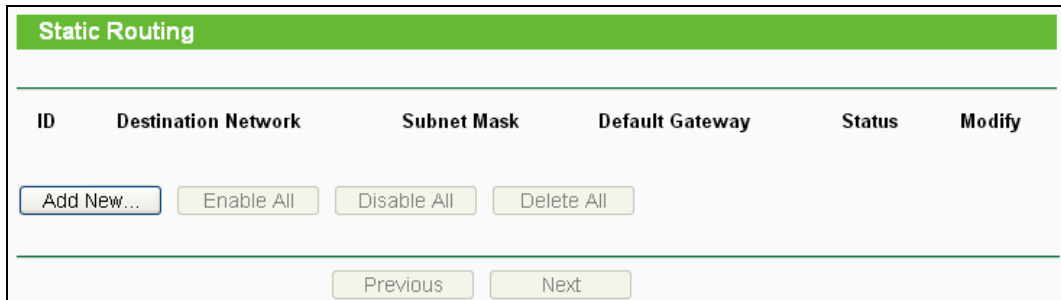 Static Routing
ID Destination Network Subnet Mask Default Gateway Status Modify
Add New... Enable All Disable All Delete All
Previous Next